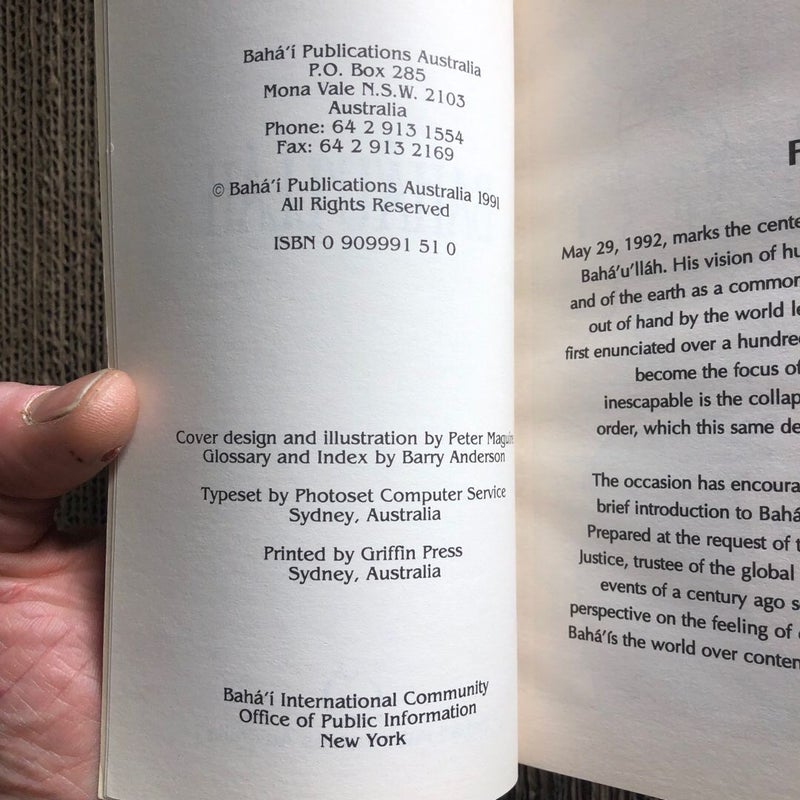 Bahá'í Publications Australia
P.O. Box 285
Mona Vale N.S.W. 2103
Australia
Phone: 64 2 913 1554
Fax: 64 2 913 2169
© Bahá'í Publications Australia 1991
All Rights Reserved
ISBN 0 909991 51 0
Cover design and illustration by Peter
Glossary and Index by Barry Anderson
Typeset by Photoset Computer Service
Sydney, Australia
Printed by Griffin Press
Sydney, Australia
Bahá'í International Community
Office of Public Information
New York
F
May 29, 1992, marks the cente
Bahá'u'lláh. His vision of hu
and of the earth as a common
out of hand by the world le
first enunciated over a hundred
become the focus of
inescapable is the collap
order, which this same de
The occasion has encoura
brief introduction to Bahá
Prepared at the request of t
Justice, trustee of the global
events of a century ago s
perspective on the feeling of
Bahá'ís the world over conten